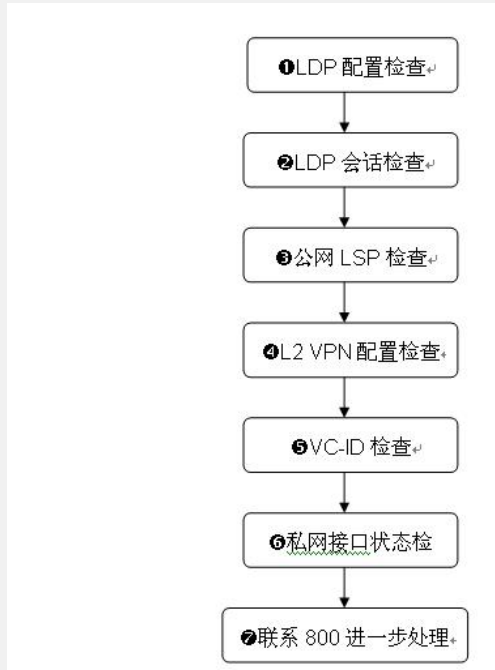 ❶LDP 配置检查
❷LDP 会话检查
❸公网 LSP 检查
❹L2 VPN 配置检查
❺VC-ID 检查
❻私网接口状态检
❼联系 800 进一步处理